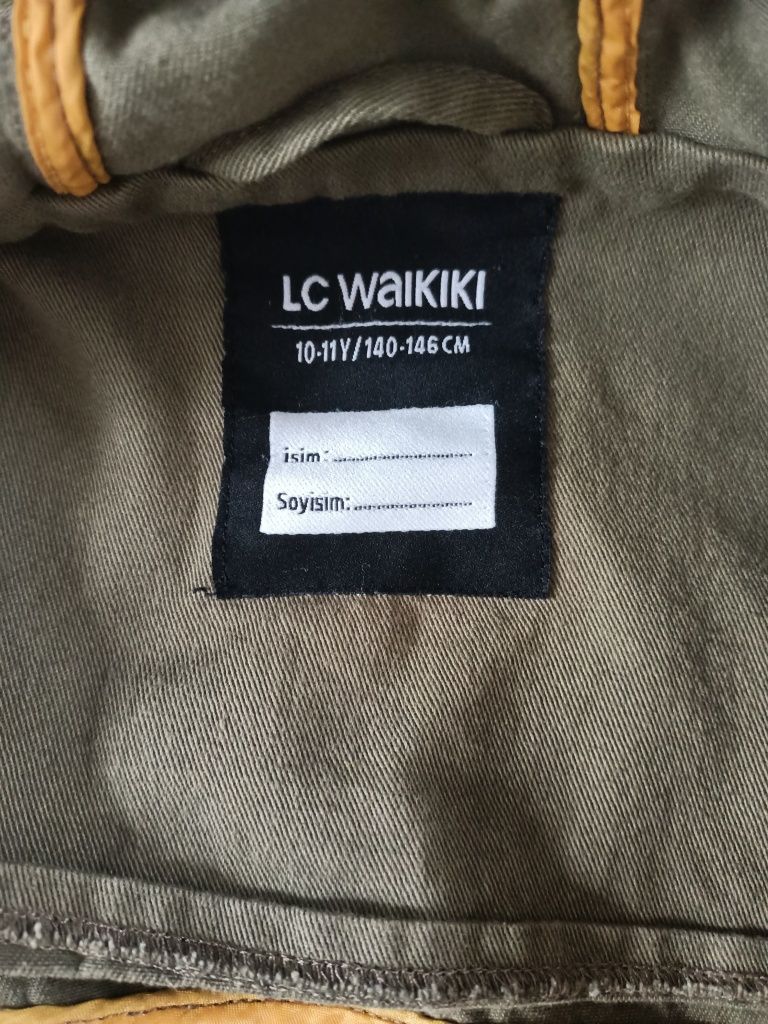 LC WAIKIKI
10-11Y/140-146 CM
isim:....................
Soyisim:....................